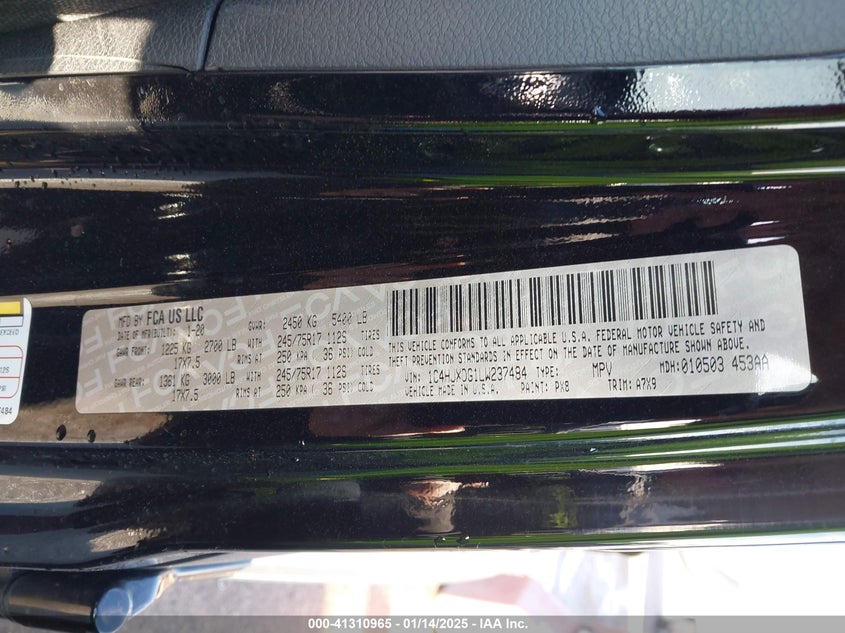 MFD BY FCA US LLC
DATE OF MFR(BUILT): 1-20 GVWR: 2450 KG 5400 LB
GAWR FRONT: 1225 KG 2700 LB WITH 245/75R17 112S TIRES
17X7.5 RIMS AT 250 KPA( 36 PSI) COLD
GAWR REAR: 1361 KG 3000 LB WITH 245/75R17 112S TIRES
17X7.5 RIMS AT 250 KPA ( 36 PSI) COLD
THIS VEHICLE CONFORMS TO ALL APPLICABLE U.S.A. FEDERAL MOTOR VEHICLE SAFETY AND
THEFT PREVENTION STANDARDS IN EFFECT ON THE DATE OF MANUFACTURE SHOWN ABOVE.
VIN: 1C4HJXDG1LW237484 TYPE: MPV MDH:010503 453AA
VEHICLE MADE IN U.S.A. PAINT: PX8 TRIM: A7X9
000-41310965 - 01/14/2025 - IAA Inc.